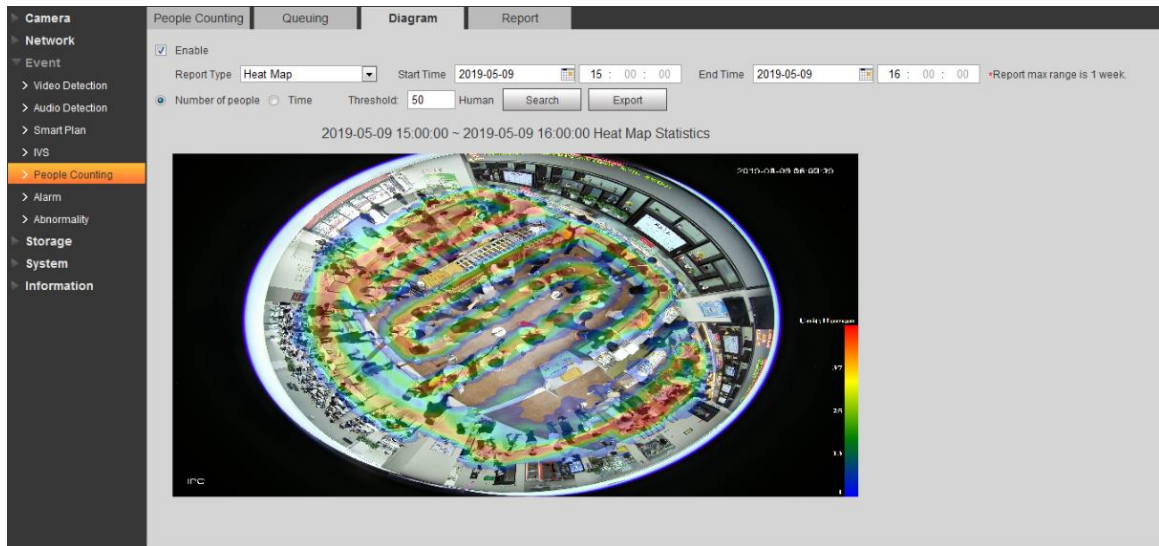 Camera
Network
Event
Video Detection
Audio Detection
Smart Plan
IVS
People Counting
Alarm
Abnormality
Storage
System
Information
People Counting Queuing Diagram Report
Enable
Report Type Heat Map Start Time 2019-05-09 15 : 00 : 00 End Time 2019-05-09 16 : 00 : 00 *Report max range is 1 week.
Number of people Time Threshold: 50 Human Search Export
2019-05-09 15:00:00 ~ 2019-05-09 16:00:00 Heat Map Statistics
Unit:Human
37
1
IPC